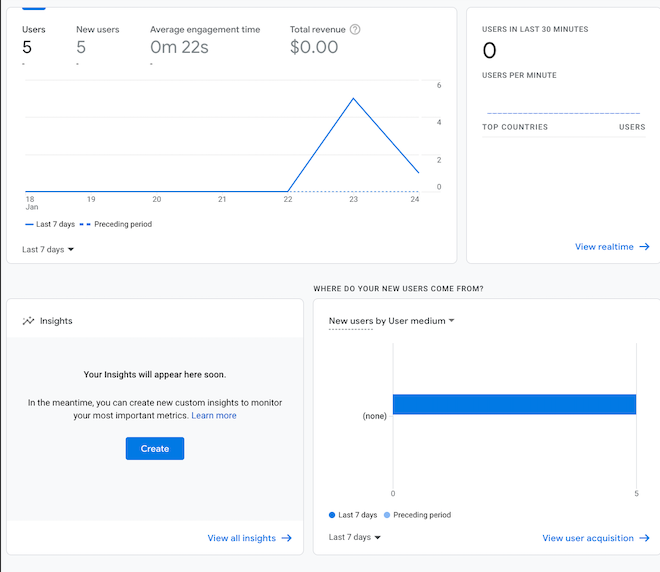 Users
5
-
New users
5
-
Average engagement time
0m 22s
-
Total revenue ?
$0.00
6
4
2
0
18
Jan
19
20
21
22
23
24
Last 7 days
Preceding period
Last 7 days
USERS IN LAST 30 MINUTES
0
USERS PER MINUTE
TOP COUNTRIES USERS
View realtime
Insights
Your Insights will appear here soon.
In the meantime, you can create new custom insights to monitor
your most important metrics. Learn more
Create
View all insights
WHERE DO YOUR NEW USERS COME FROM?
New users by User medium
(none)
0
5
Last 7 days
Preceding period
Last 7 days
View user acquisition